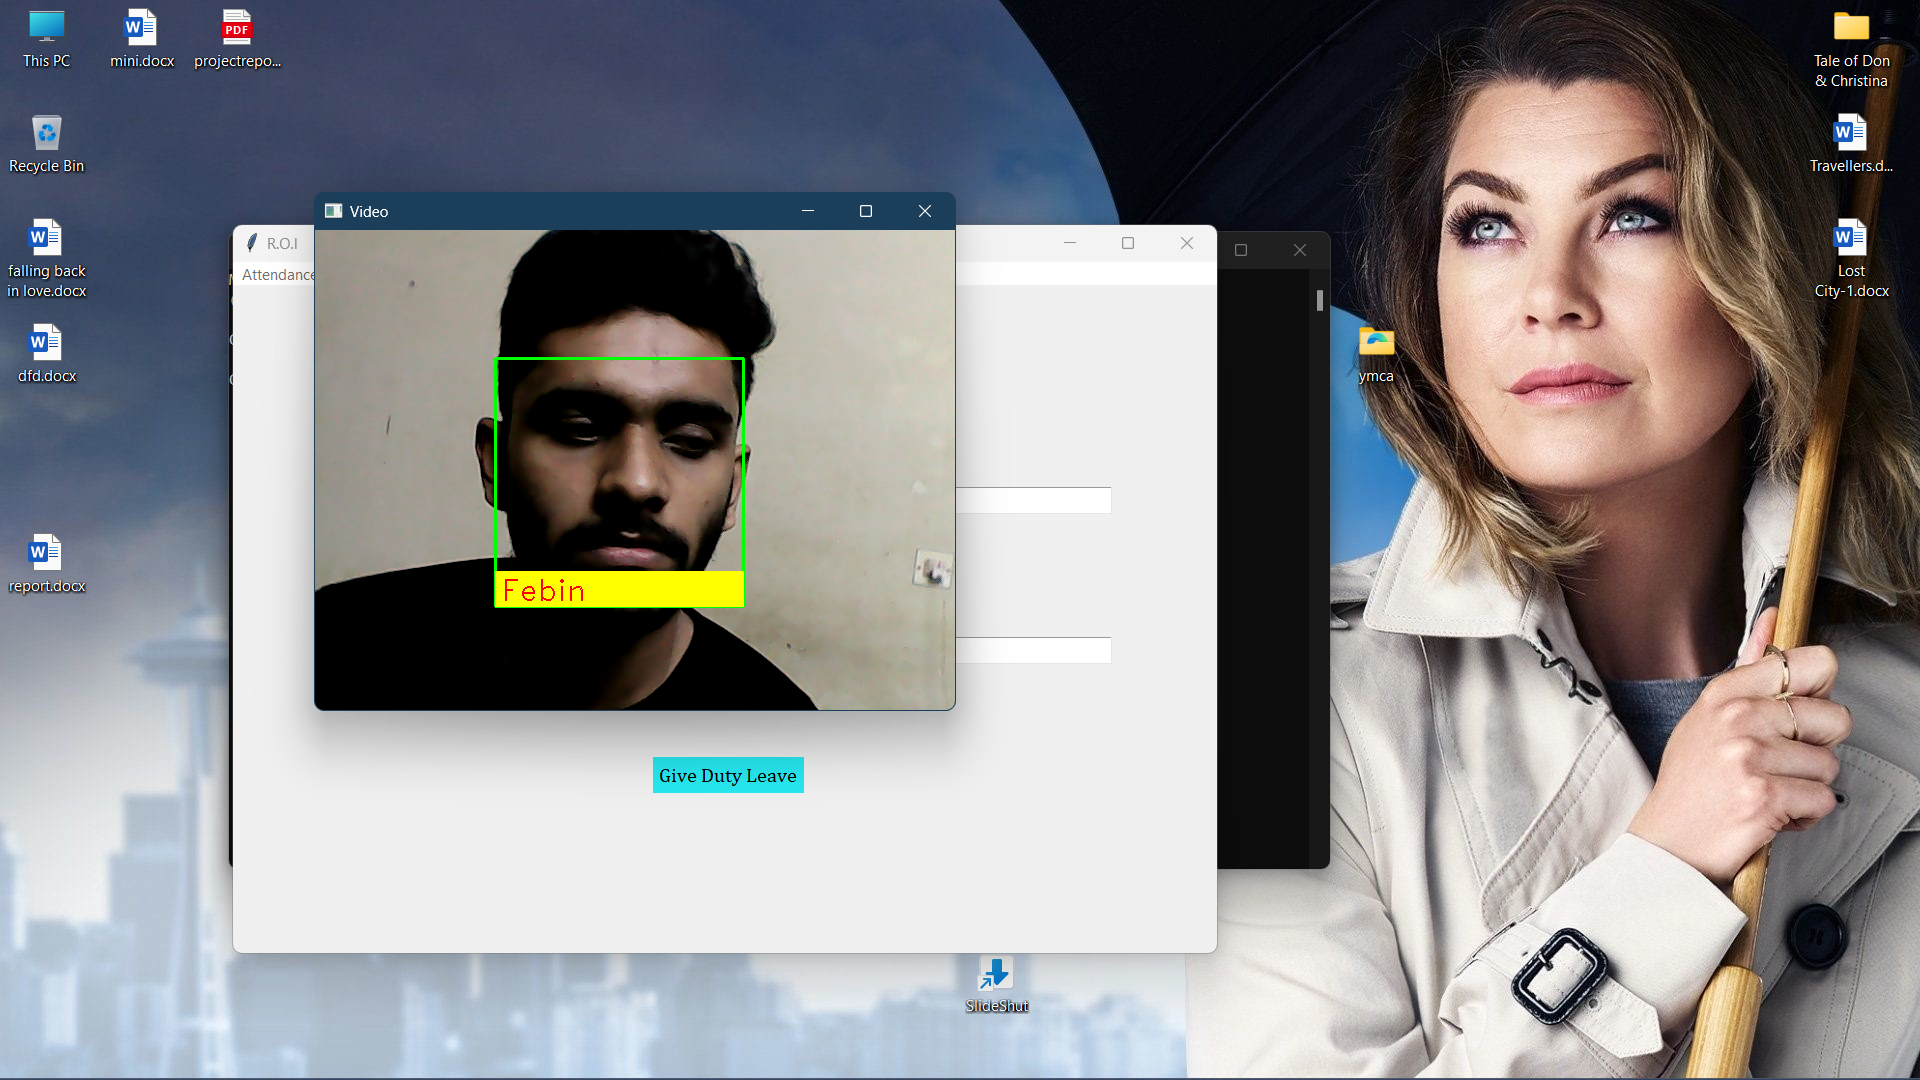 This PC
mini.docx
projectrepo...
Recycle Bin
falling back
in love.docx
dfd.docx
report.docx
Video
R.O.I
Attendance
Febin
Give Duty Leave
SlideShut
ymca
Tale of Don
& Christina
Travellers.d...
Lost
City-1.docx
PDF